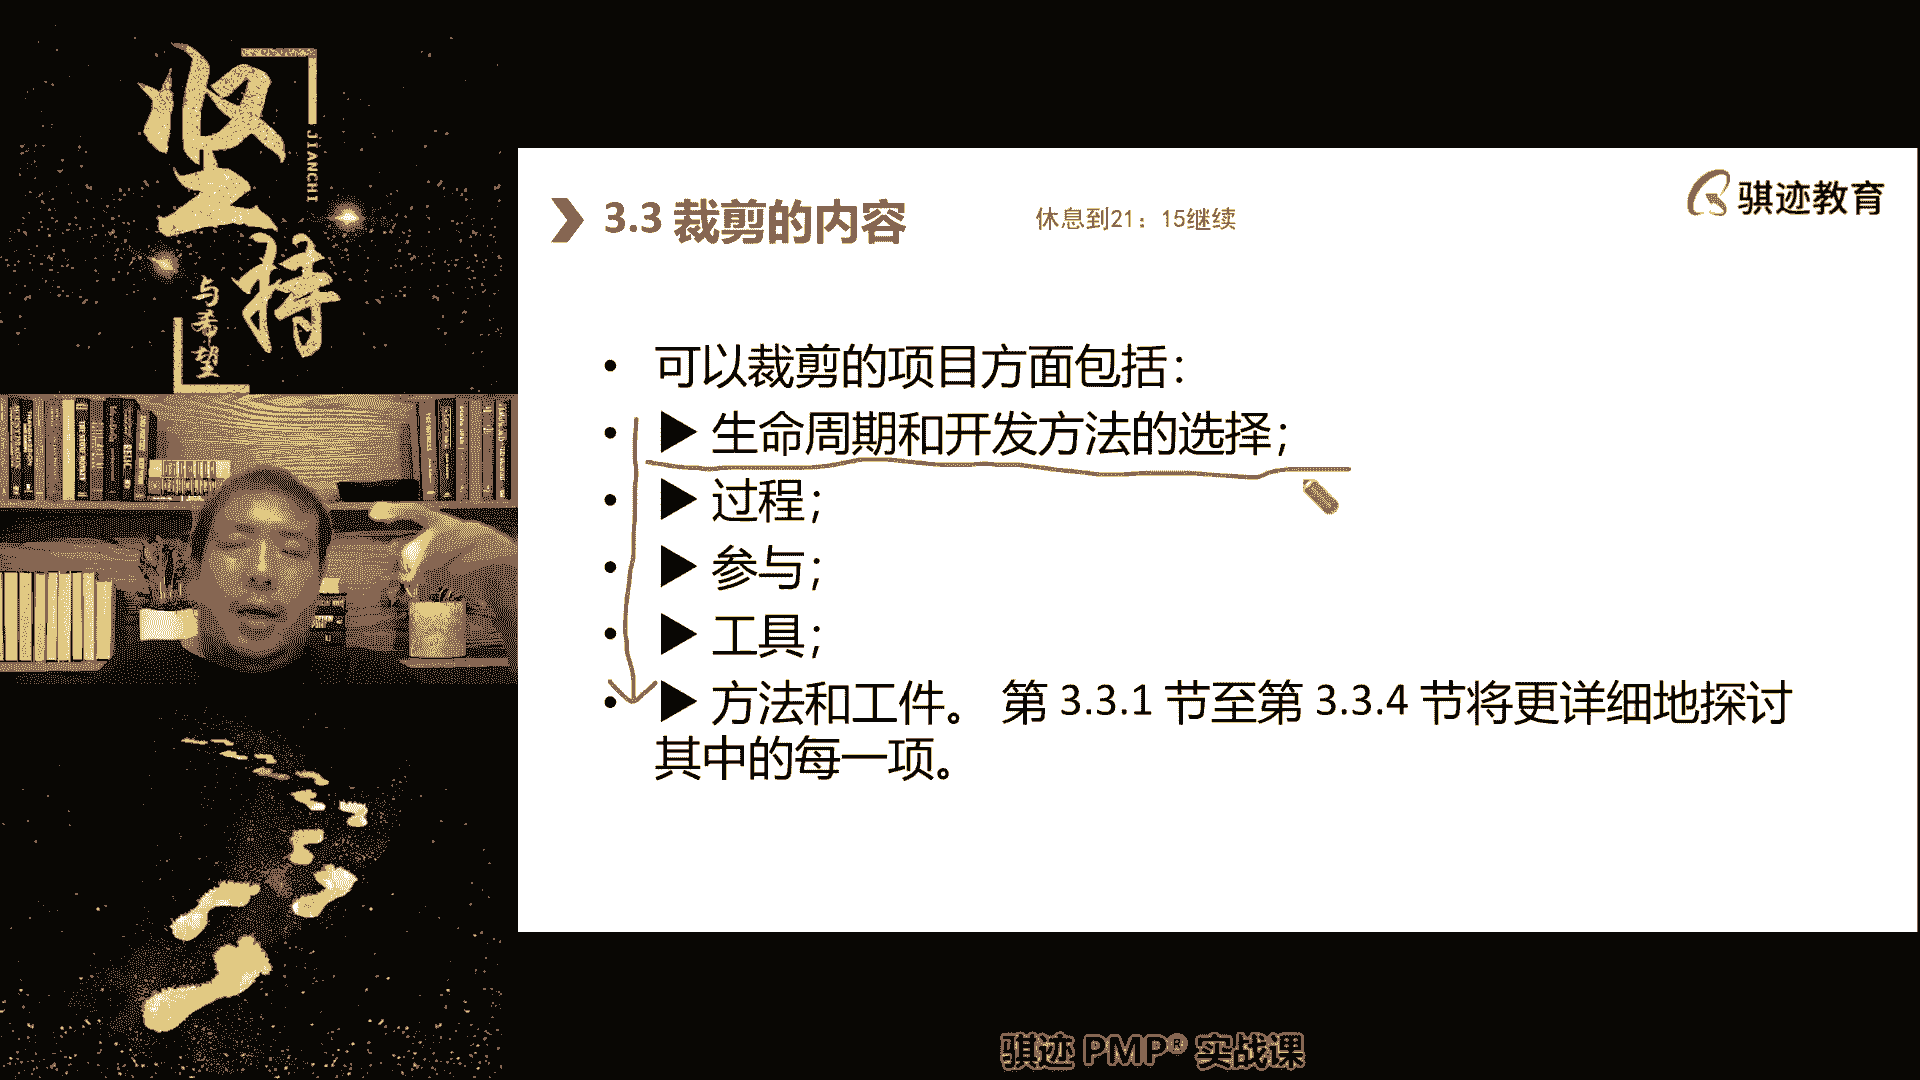 坚持
JIANCHI
与希望
3.3 裁剪的内容
休息到21：15继续
骐迹教育
• 可以裁剪的项目方面包括：
• ▶ 生命周期和开发方法的选择；
• ▶ 过程；
• ▶ 参与；
• ▶ 工具；
• ▶ 方法和工件。 第 3.3.1 节至第 3.3.4 节将更详细地探讨
其中的每一项。
骐迹 PMP® 实战课